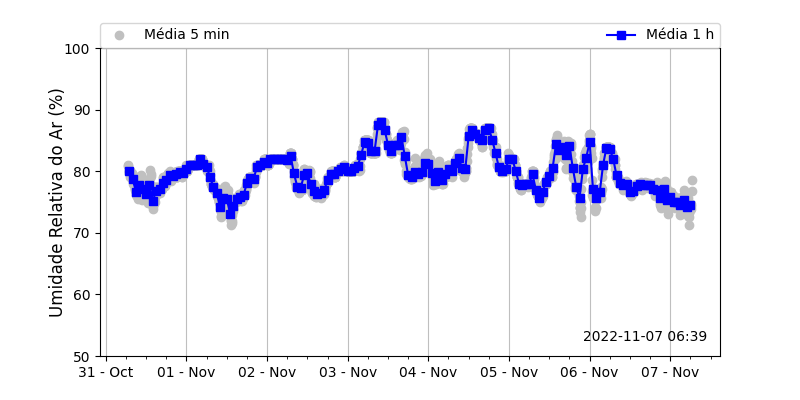 Média 5 min
Média 1 h
Umidade Relativa do Ar (%)
100
90
80
70
60
50
2022-11-07 06:39
31 - Oct
01 - Nov
02 - Nov
03 - Nov
04 - Nov
05 - Nov
06 - Nov
07 - Nov